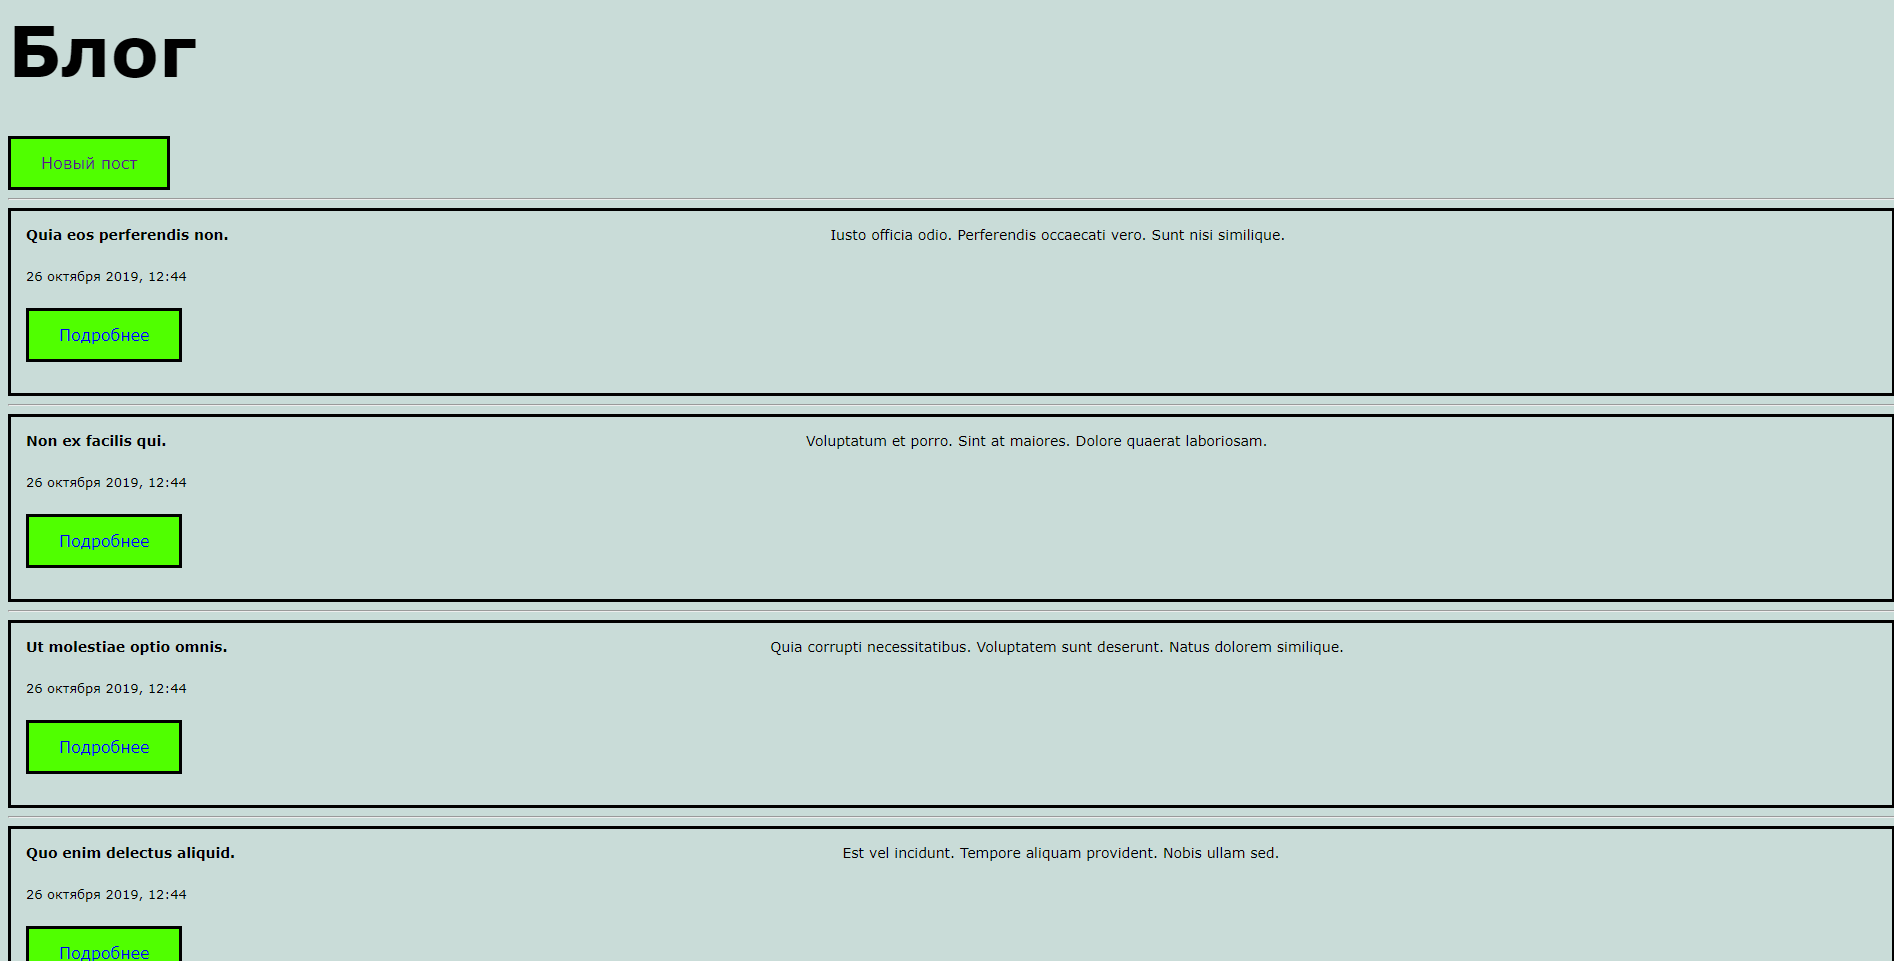 Блог
Новый пост
Quia eos perferendis non.
Iusto officia odio. Perferendis occaecati vero. Sunt nisi similique.
26 октября 2019, 12:44
Подробнее
Non ex facilis qui.
Voluptatum et porro. Sint at maiores. Dolore quaerat laboriosam.
26 октября 2019, 12:44
Подробнее
Ut molestiae optio omnis.
Quia corrupti necessitatibus. Voluptatem sunt deserunt. Natus dolorem similique.
26 октября 2019, 12:44
Подробнее
Quo enim delectus aliquid.
Est vel incidunt. Tempore aliquam provident. Nobis ullam sed.
26 октября 2019, 12:44
Подробнее